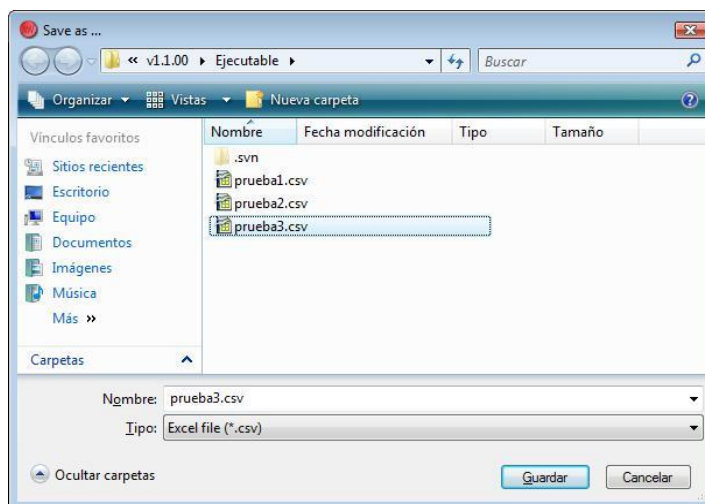 Save as ...
« v1.1.00 ▸ Ejecutable ▸
Buscar
Organizar Vistas Nueva carpeta
Vínculos favoritos
Nombre Fecha modificación Tipo Tamaño
Sitios recientes
Escritorio
Equipo
Documentos
Imágenes
Música
Más »
.svn
prueba1.csv
prueba2.csv
prueba3.csv
Carpetas
Nombre: prueba3.csv
Tipo: Excel file (*.csv)
Ocultar carpetas
Guardar Cancelar